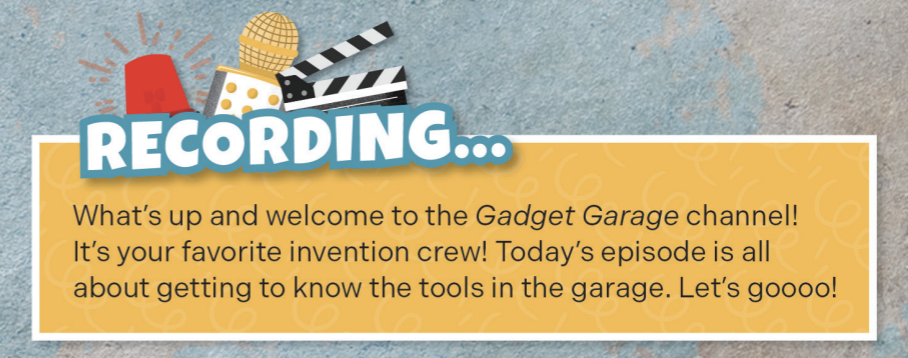 RECORDING...
What's up and welcome to the Gadget Garage channel!
It's your favorite invention crew! Today's episode is all
about getting to know the tools in the garage. Let's goooo!